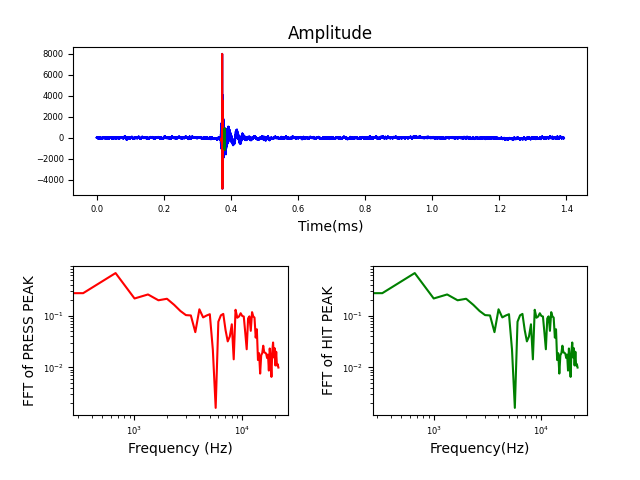 Amplitude
8000
6000
4000
2000
0
−2000
−4000
0.0 0.2 0.4 0.6 0.8 1.0 1.2 1.4
Time(ms)
FFT of PRESS PEAK
10⁻¹
10⁻²
10³ 10⁴
Frequency (Hz)
FFT of HIT PEAK
10⁻¹
10⁻²
10³ 10⁴
Frequency(Hz)